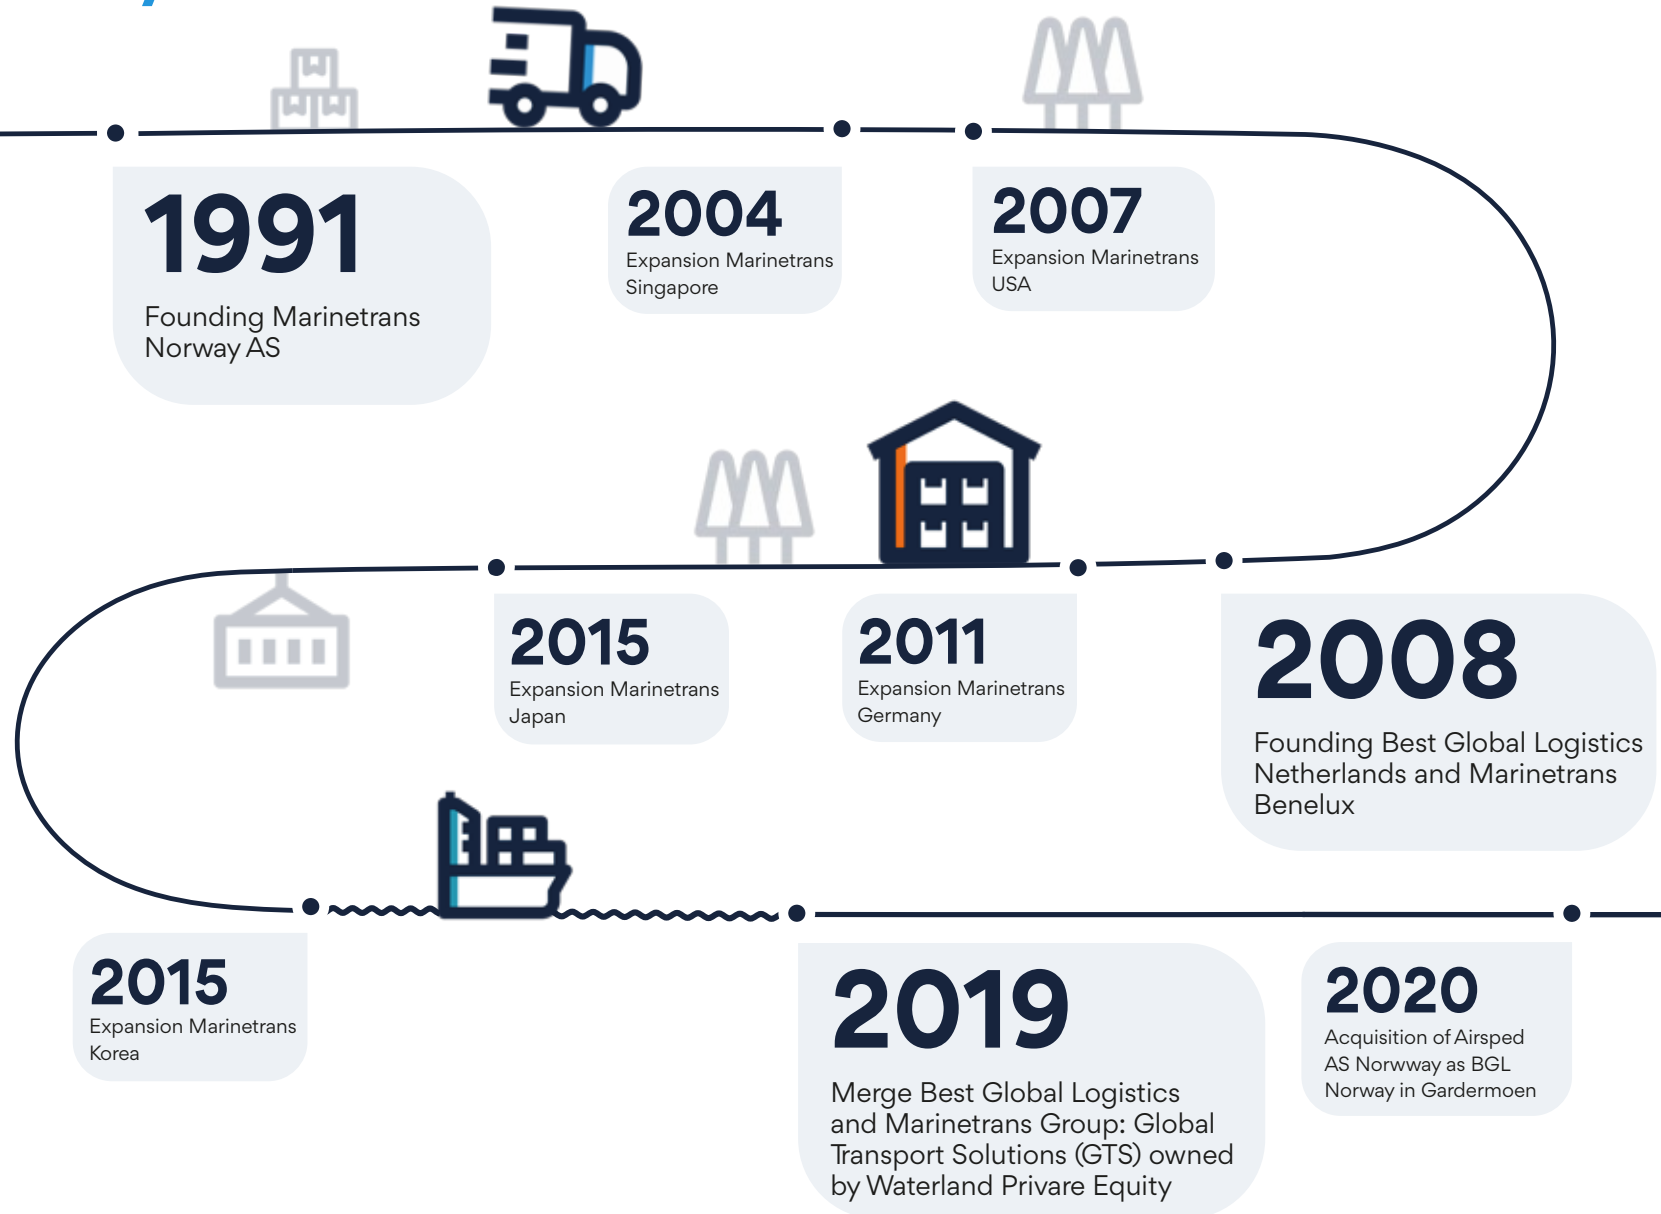 1991
Founding Marinetrans
Norway AS
2004
Expansion Marinetrans
Singapore
2007
Expansion Marinetrans
USA
2008
Founding Best Global Logistics
Netherlands and Marinetrans
Benelux
2011
Expansion Marinetrans
Germany
2015
Expansion Marinetrans
Japan
2015
Expansion Marinetrans
Korea
2019
Merge Best Global Logistics
and Marinetrans Group: Global
Transport Solutions (GTS) owned
by Waterland Privare Equity
2020
Acquisition of Airsped
AS Norwway as BGL
Norway in Gardermoen